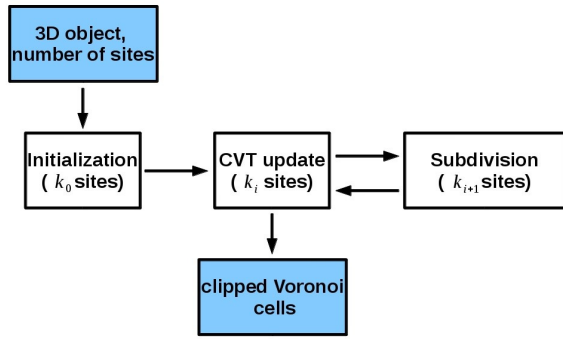 3D object,
number of sites
Initialization
( k₀ sites)
CVT update
( kᵢ sites)
Subdivision
( kᵢ₊₁ sites)
clipped Voronoi
cells